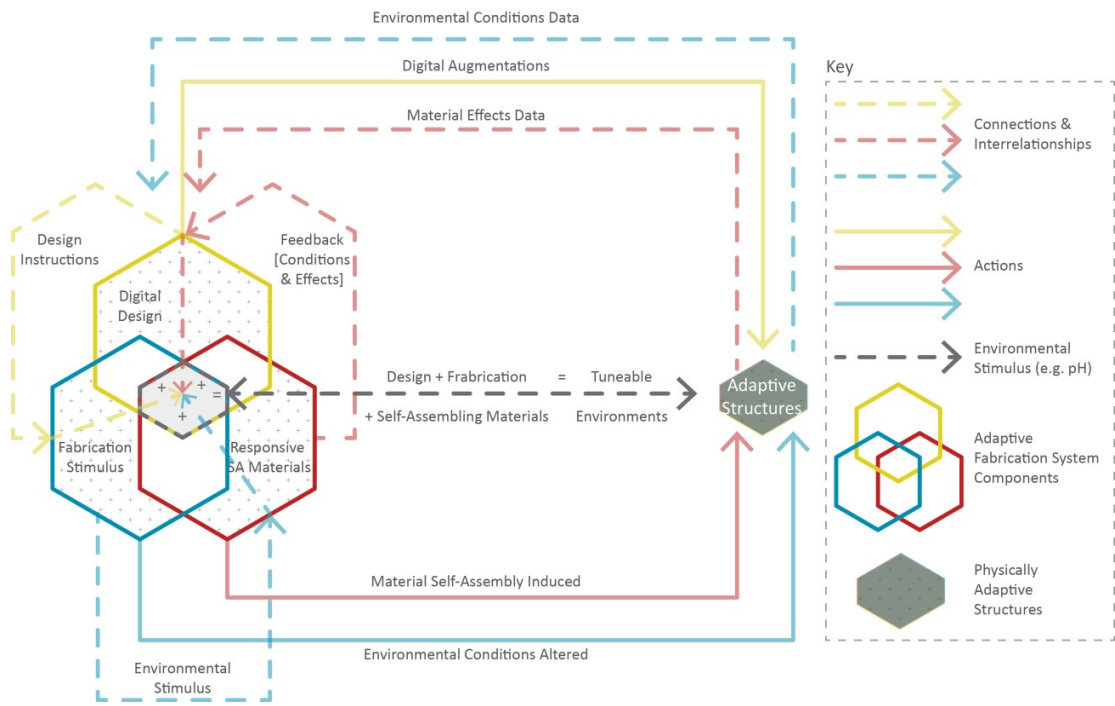 Environmental Conditions Data
Digital Augmentations
Material Effects Data
Design
Instructions
Feedback
[Conditions
& Effects]
Digital
Design
+ + + =
Fabrication
Stimulus
Responsive
SA Materials
Design + Frabrication = Tuneable
+ Self-Assembling Materials Environments
Adaptive
Structures
Material Self-Assembly Induced
Environmental Conditions Altered
Environmental
Stimulus
Key
Connections &
Interrelationships
Actions
Environmental
Stimulus (e.g. pH)
Adaptive
Fabrication System
Components
Physically
Adaptive
Structures